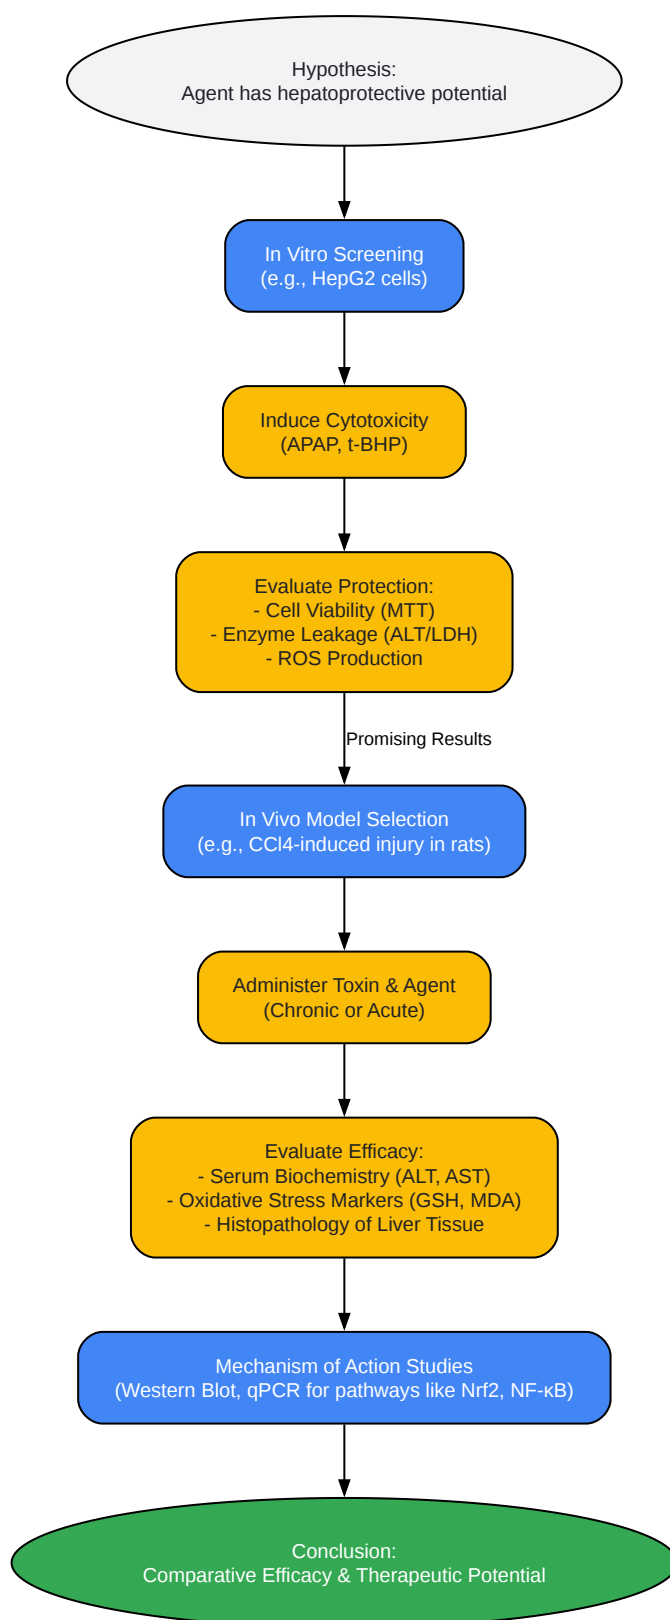 Hypothesis:
Agent has hepatoprotective potential
In Vitro Screening
(e.g., HepG2 cells)
Induce Cytotoxicity
(APAP, t-BHP)
Evaluate Protection:
- Cell Viability (MTT)
- Enzyme Leakage (ALT/LDH)
- ROS Production
Promising Results
In Vivo Model Selection
(e.g., CCl4-induced injury in rats)
Administer Toxin & Agent
(Chronic or Acute)
Evaluate Efficacy:
- Serum Biochemistry (ALT, AST)
- Oxidative Stress Markers (GSH, MDA)
- Histopathology of Liver Tissue
Mechanism of Action Studies
(Western Blot, qPCR for pathways like Nrf2, NF-κB)
Conclusion:
Comparative Efficacy & Therapeutic Potential